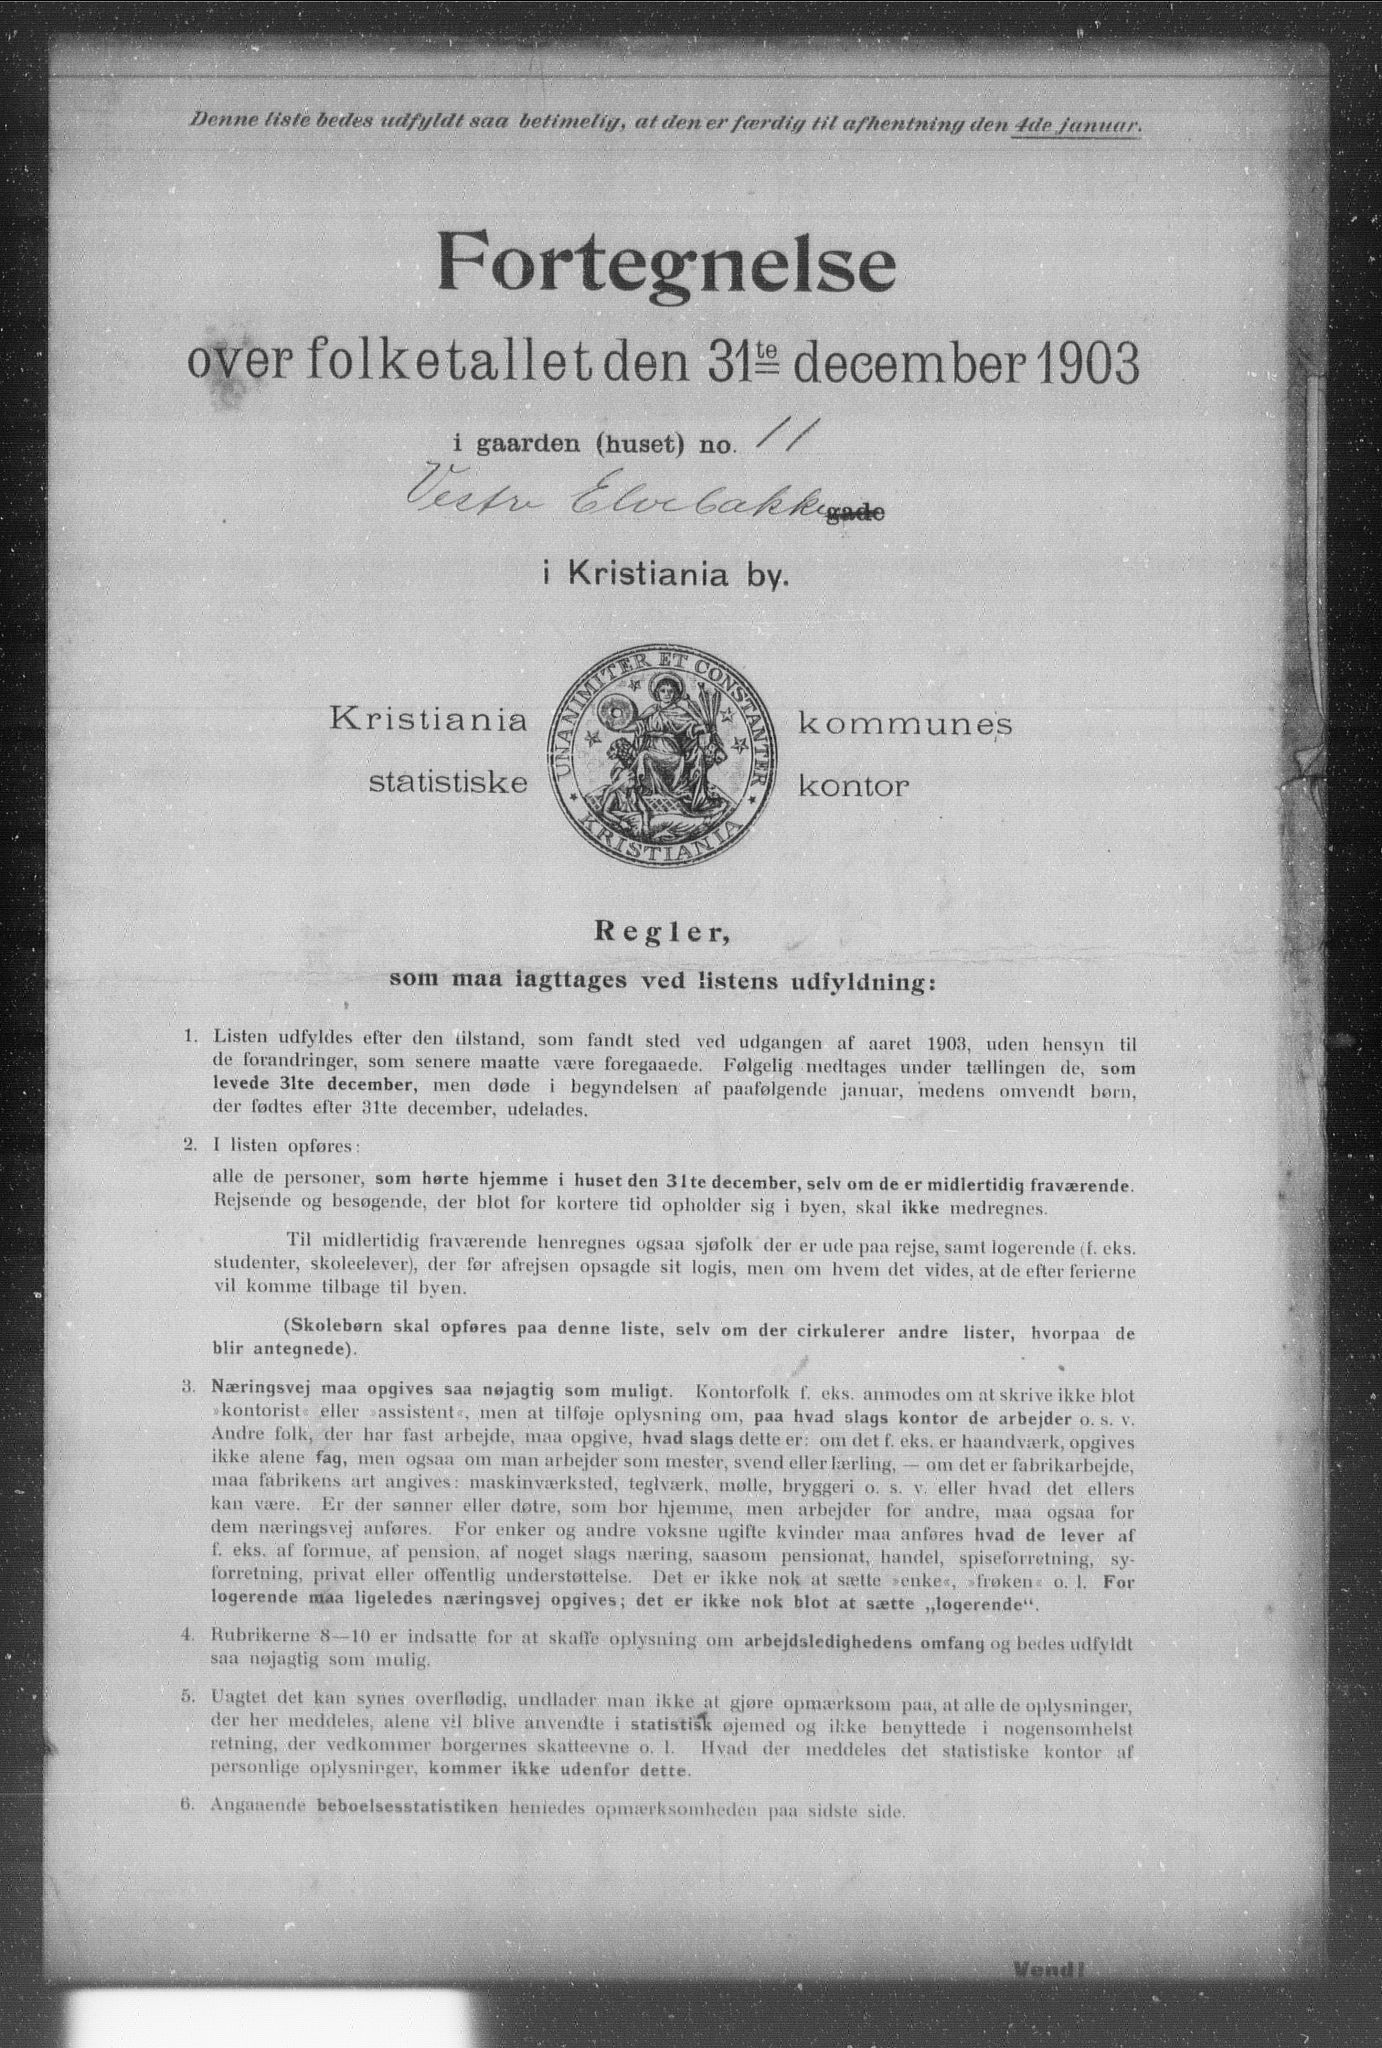 Denne liste bedes udfyldt saa betimelig, at den er færdig til afhentning den 4de januar.
Fortegnelse
over folketallet den 31te december 1903
i gaarden (huset) no. 11
Vestre Elvebakke gade
i Kristiania by.
Kristiania kommunes
statistiske kontor
UNANIMITER ET CONSTANTER
KRISTIANIA
Regler,
som maa iagttages ved listens udfyldning:
1. Listen udfyldes efter den tilstand, som fandt sted ved udgangen af aaret 1903, uden hensyn til
de forandringer, som senere maatte være foregaaede. Følgelig medtages under tællingen de, som
levede 31te december, men døde i begyndelsen af paafølgende januar, medens omvendt børn,
der fødtes efter 31te december, udelades.
2. I listen opføres:
alle de personer, som hørte hjemme i huset den 31te december, selv om de er midlertidig fraværende.
Rejsende og besøgende, der blot for kortere tid opholder sig i byen, skal ikke medregnes.
Til midlertidig fraværende henregnes ogsaa sjøfolk der er ude paa rejse, samt logerende (f. eks.
studenter, skoleelever), der før afrejsen opsagde sit logis, men om hvem det vides, at de efter ferierne
vil komme tilbage til byen.
(Skolebørn skal opføres paa denne liste, selv om der cirkulerer andre lister, hvorpaa de
blir antegnede).
3. Næringsvej maa opgives saa nøjagtig som muligt. Kontorfolk f. eks. anmodes om at skrive ikke blot
»kontorist« eller »assistent«, men at tilføje oplysning om, paa hvad slags kontor de arbejder o. s. v.
Andre folk, der har fast arbejde, maa opgive, hvad slags dette er: om det f. eks. er haandværk, opgives
ikke alene fag, men ogsaa om man arbejder som mester, svend eller lærling, — om det er fabrikarbejde,
maa fabrikens art angives: maskinværksted, teglværk, mølle, bryggeri o. s. v. eller hvad det ellers
kan være. Er der sønner eller døtre, som bor hjemme, men arbejder for andre, maa ogsaa for
dem næringsvej anføres. For enker og andre voksne ugifte kvinder maa anføres hvad de lever af
f. eks. af formue, af pension, af noget slags næring, saasom pensionat, handel, spiseforretning, sy-
forretning, privat eller offentlig understøttelse. Det er ikke nok at sætte »enke«, »frøken« o. l. For
logerende maa ligeledes næringsvej opgives; det er ikke nok blot at sætte „logerende“.
4. Rubrikerne 8—10 er indsatte for at skaffe oplysning om arbejdsledighedens omfang og bedes udfyldt
saa nøjagtig som mulig.
5. Uagtet det kan synes overflødig, undlader man ikke at gjøre opmærksom paa, at alle de oplysninger,
der her meddeles, alene vil blive anvendte i statistisk øjemed og ikke benyttede i nogensomhelst
retning, der vedkommer borgernes skatteevne o. l. Hvad der meddeles det statistiske kontor af
personlige oplysninger, kommer ikke udenfor dette.
6. Angaaende beboelsesstatistiken henledes opmærksomheden paa sidste side.
Vend!